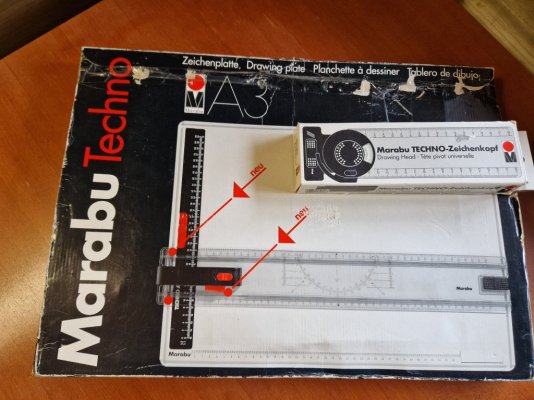 Marabu Techno
Zeichenplatte, Drawing plate Planchette à dessiner Tablero de dibujo
A3
Marabu TECHNO-Zeichenkopf
Drawing Head · Tête pivot universelle
neu
neu
Marabu
Marabu